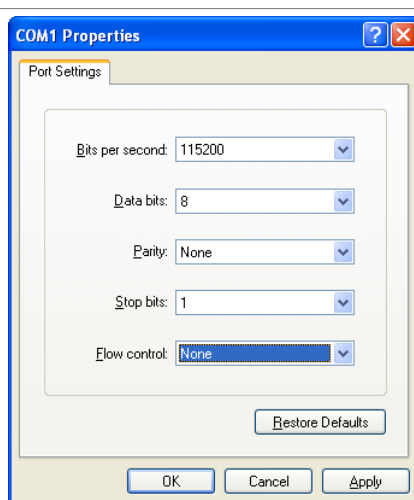 COM1 Properties
Port Settings
Bits per second: 115200
Data bits: 8
Parity: None
Stop bits: 1
Flow control: None
Restore Defaults
OK Cancel Apply